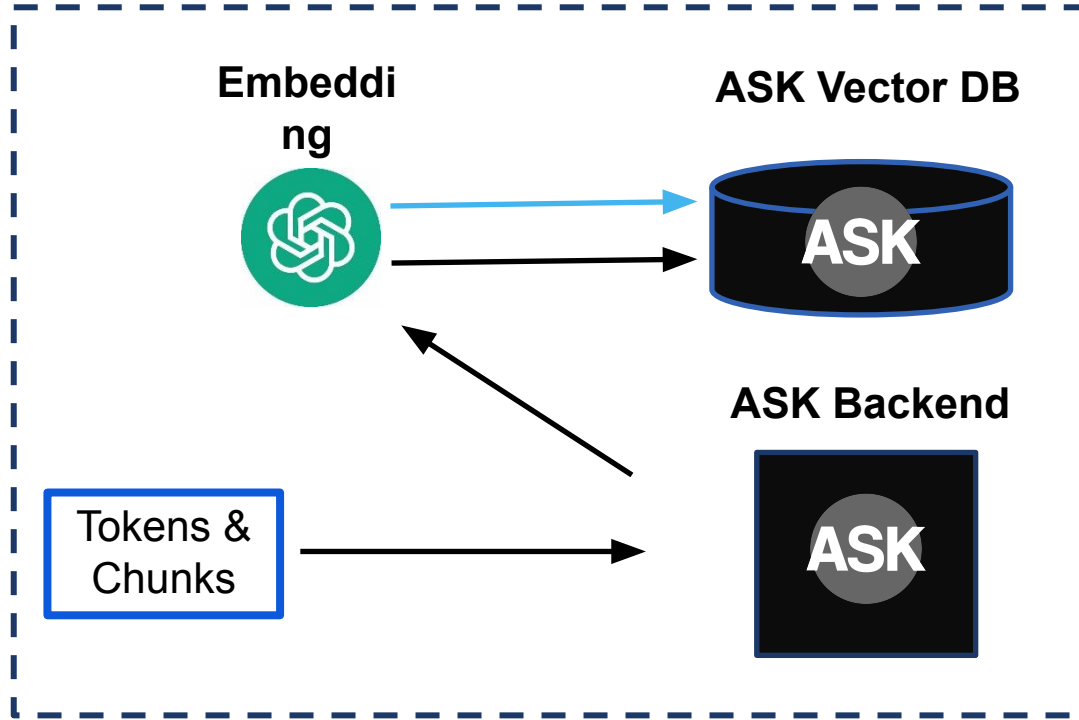 Embeddi
ng
ASK Vector DB
ASK
ASK Backend
Tokens &
Chunks
ASK